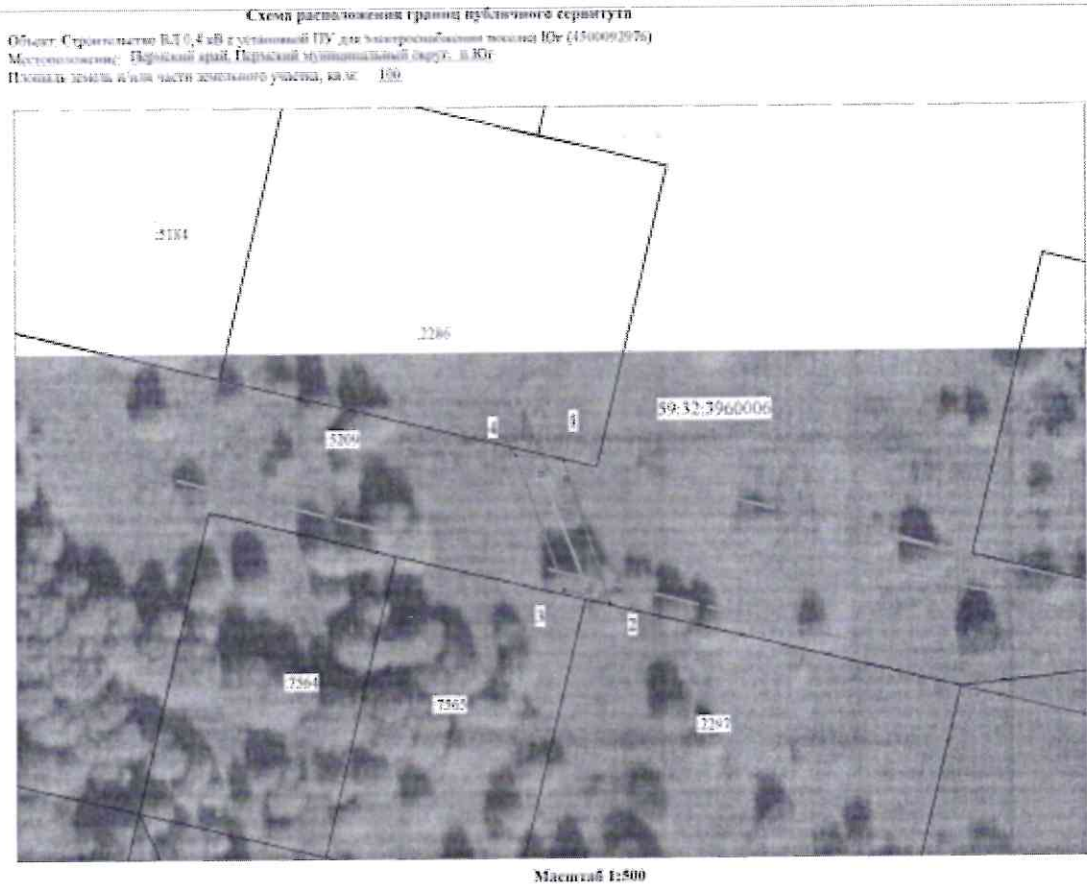 Схема расположения границ публичного сервитута
Объект: Строительство ВЛ 0,4 кВ с установкой ПУ для электроснабжения поселка Юг (4500092976)
Местоположение: Пермский край, Пермский муниципальный округ, п.Юг
Площадь земель и/или части земельного участка, кв.м: 100
:5184
:2286
59:32:3960006
4
1
:5209
3
2
:7364
:7363
:2297
Масштаб 1:500